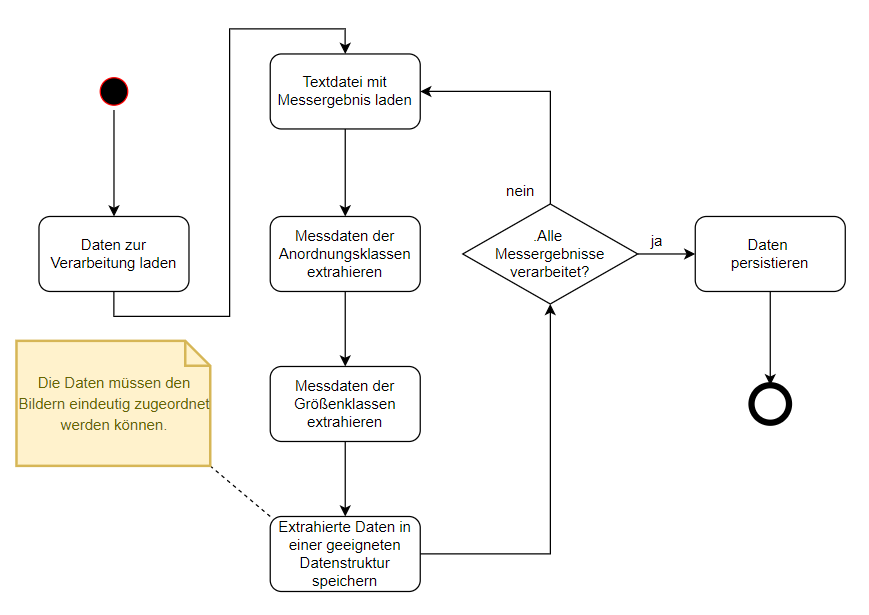 Textdatei mit
Messergebnis laden
nein
Daten zur
Verarbeitung laden
Messdaten der
Anordnungsklassen
extrahieren
.Alle
Messergebnisse
verarbeitet?
ja
Daten
persistieren
Die Daten müssen den
Bildern eindeutig zugeordnet
werden können.
Messdaten der
Größenklassen
extrahieren
Extrahierte Daten in
einer geeigneten
Datenstruktur
speichern